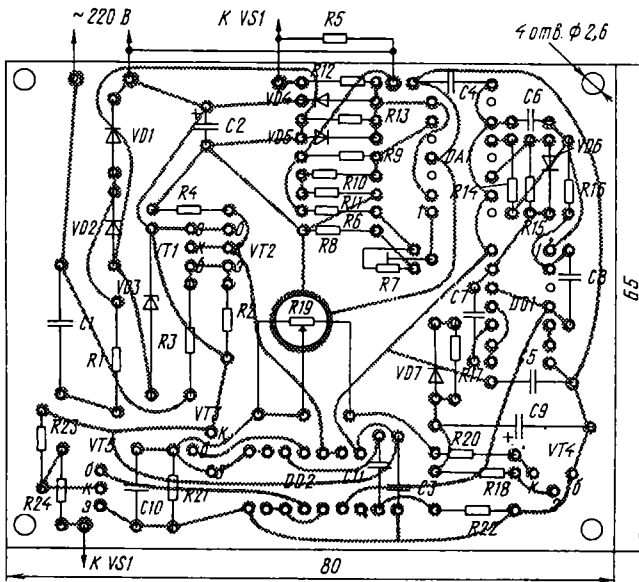 ~ 220 В
К VS1
R5
4 отв. ф 2,6
R12
VD4
C4
C6
VD1
C2
VD5
R13
DA1
VD6
R9
R10
R14
R15
R16
R4
R11
VD2
R6
R8
VT1
к
VT2
R7
VD3
C7
DD1
C8
C1
R1
R3
R2
R19
VD7
R17
C5
C9
VT3
к
R23
VT5
б
DD2
C11
R20
VT4
R24
к
э
C10
R21
C3
R18
к
б
R22
К VS1
80
65